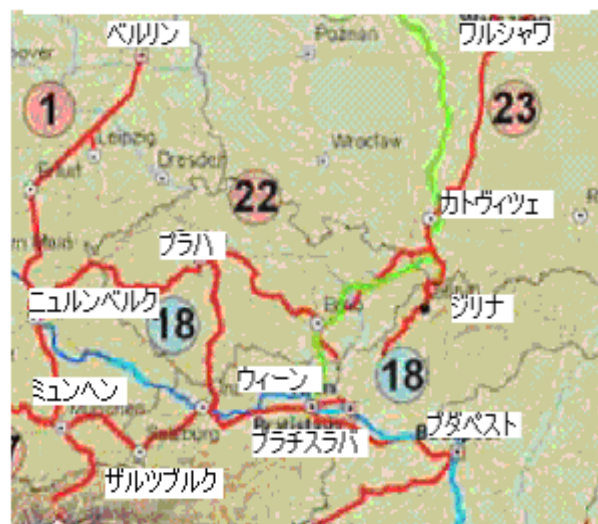 ベルリン
Poznan
ワルシャワ
1
23
Leipzig
Wroclaw
Erfurt
Dresden
22
カトヴィツェ
プラハ
ニュルンベルク
18
Brno
ジリナ
ミュンヘン
ウィーン
18
プラチスラバ
ブダペスト
ザルツブルク